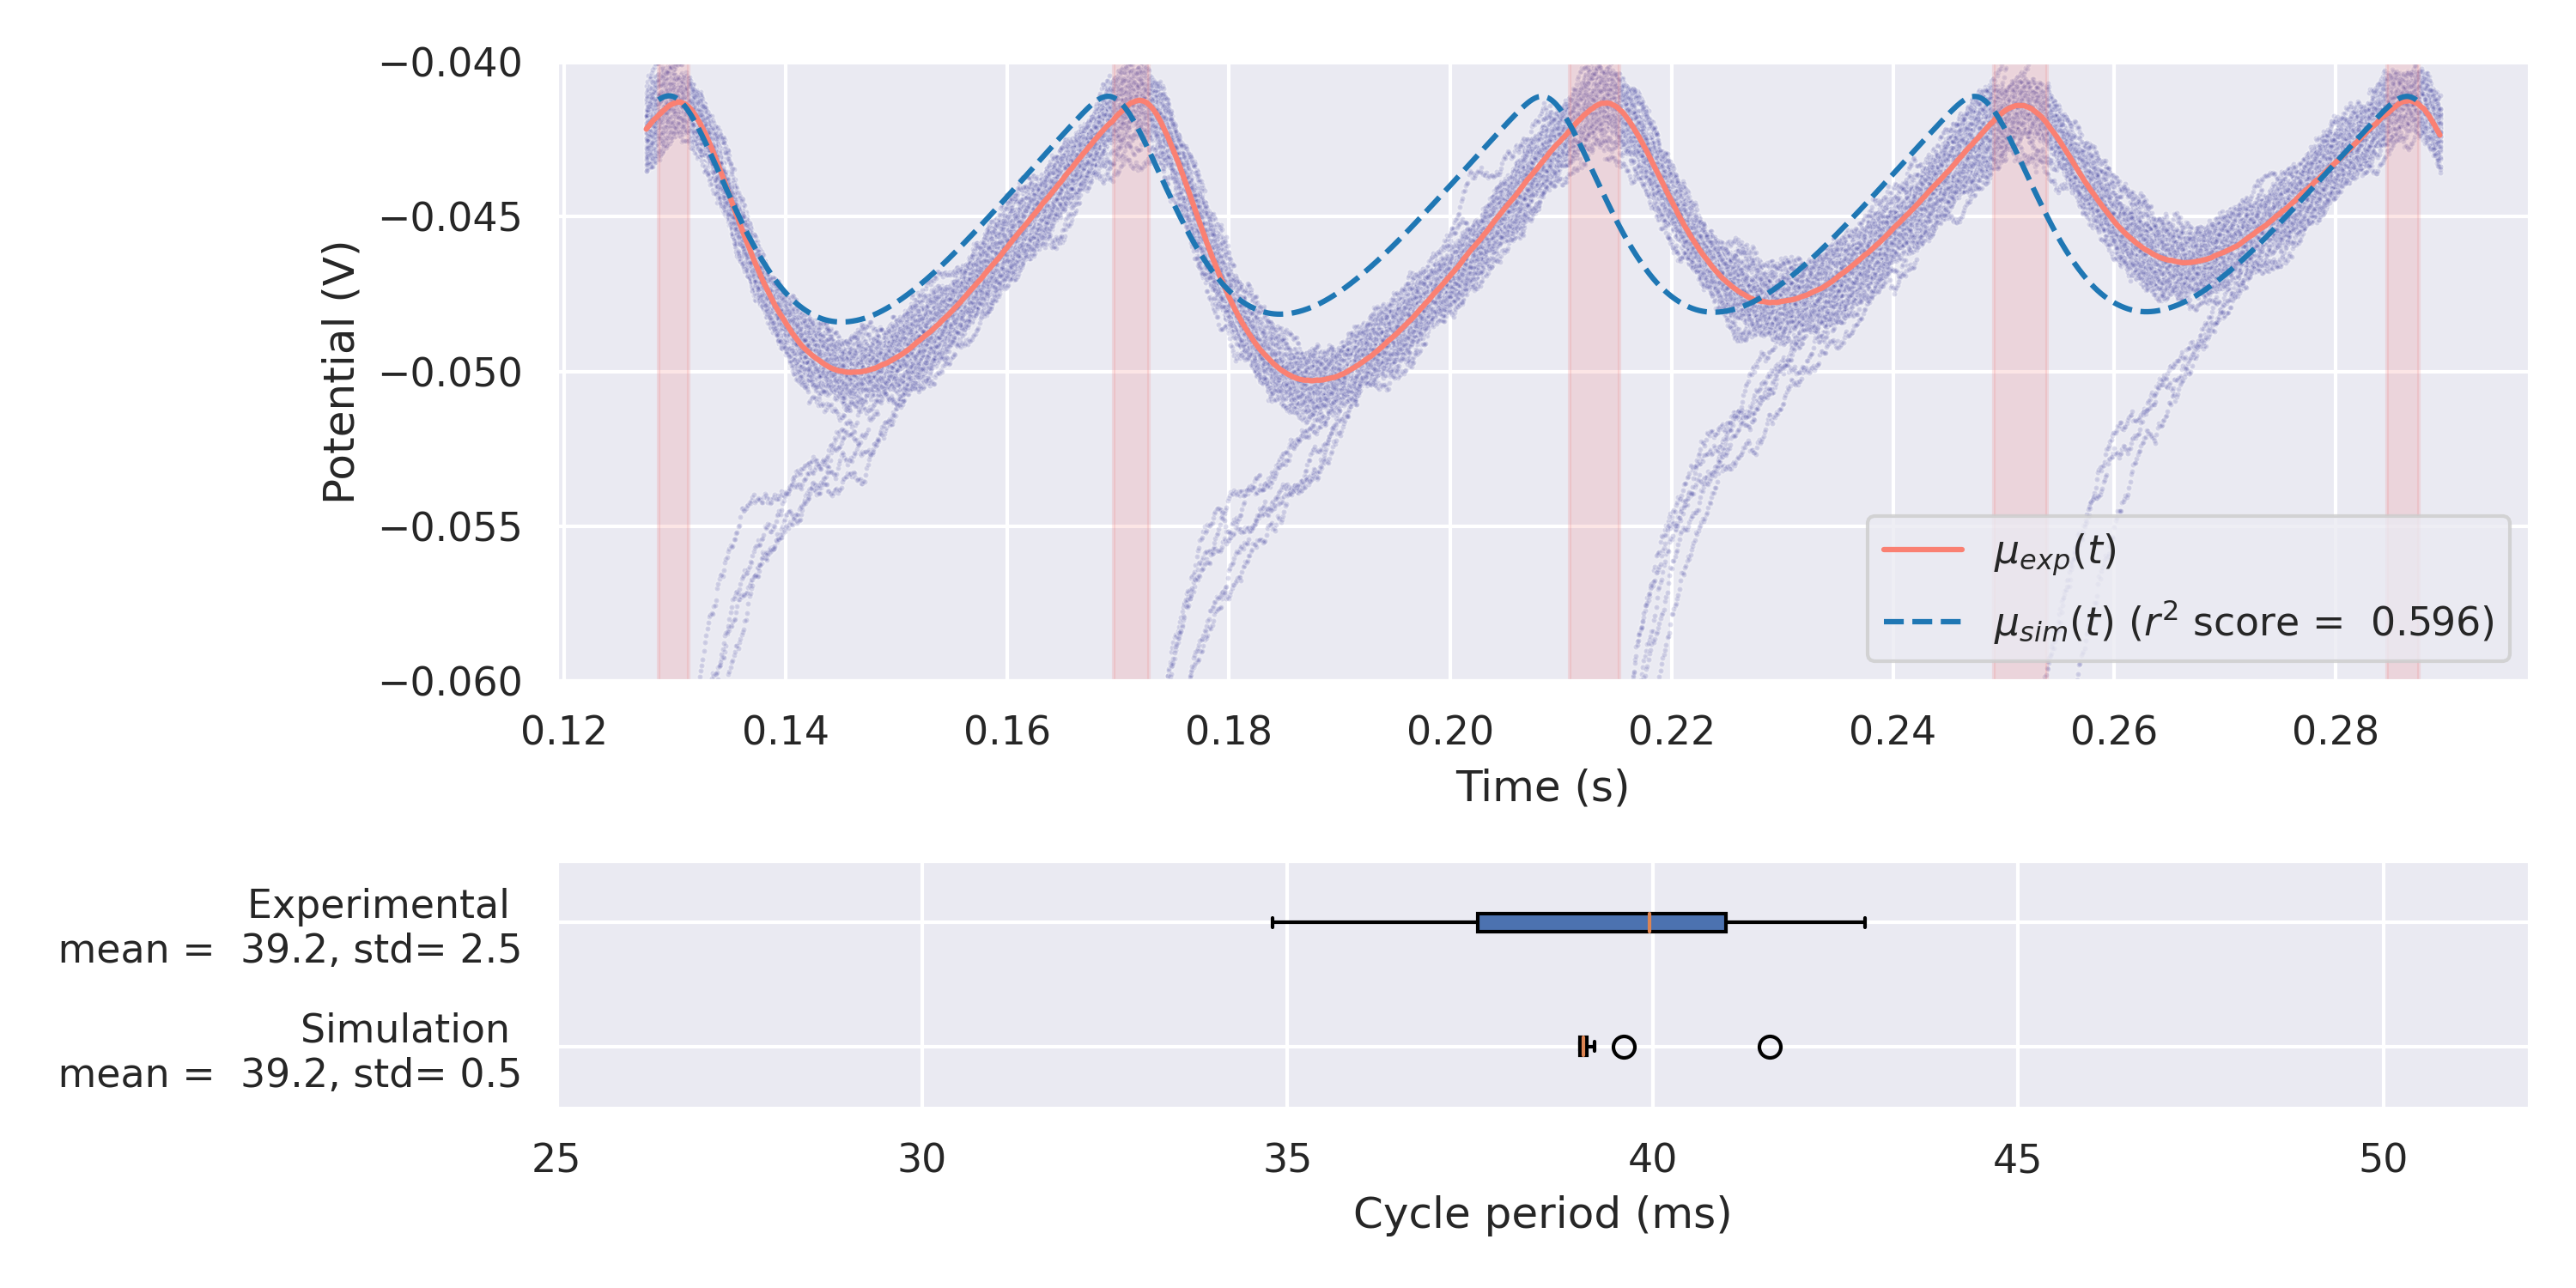 −0.040
−0.045
−0.050
−0.055
−0.060
Potential (V)
μexp(t)
μsim(t) (r² score =  0.596)
0.12 0.14 0.16 0.18 0.20 0.22 0.24 0.26 0.28
Time (s)
Experimental
mean =  39.2, std= 2.5
Simulation
mean =  39.2, std= 0.5
25 30 35 40 45 50
Cycle period (ms)